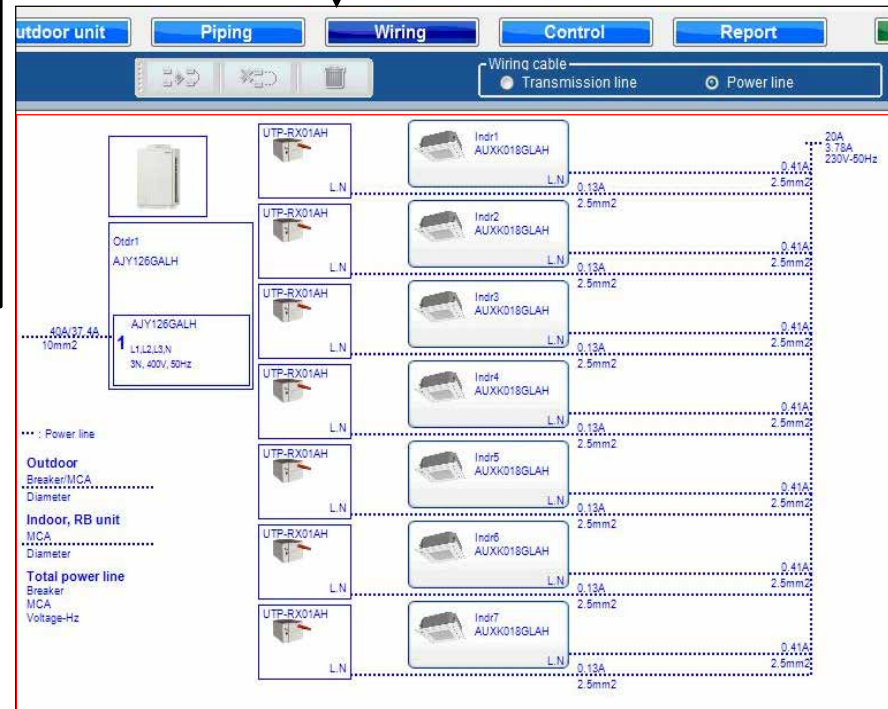 utdoor unit Piping Wiring Control Report
Wiring cable
Transmission line Power line
UTP-RX01AH
L.N
Indr1
AUXK018GLAH
L.N
0.41A
2.5mm2
0.13A
2.5mm2
20A
3.78A
230V-50Hz
UTP-RX01AH
L.N
Indr2
AUXK018GLAH
L.N
0.41A
2.5mm2
0.13A
2.5mm2
Otdr1
AJY126GALH
UTP-RX01AH
L.N
Indr3
AUXK018GLAH
L.N
0.41A
2.5mm2
0.13A
2.5mm2
40A/37.4A
10mm2
AJY126GALH
1
L1,L2,L3,N
3N, 400V, 50Hz
UTP-RX01AH
L.N
Indr4
AUXK018GLAH
L.N
0.41A
2.5mm2
0.13A
2.5mm2
UTP-RX01AH
L.N
Indr5
AUXK018GLAH
L.N
0.41A
2.5mm2
0.13A
2.5mm2
UTP-RX01AH
L.N
Indr6
AUXK018GLAH
L.N
0.41A
2.5mm2
0.13A
2.5mm2
UTP-RX01AH
L.N
Indr7
AUXK018GLAH
L.N
0.41A
2.5mm2
0.13A
2.5mm2
: Power line
Outdoor
Breaker/MCA
Diameter
Indoor, RB unit
MCA
Diameter
Total power line
Breaker
MCA
Voltage-Hz